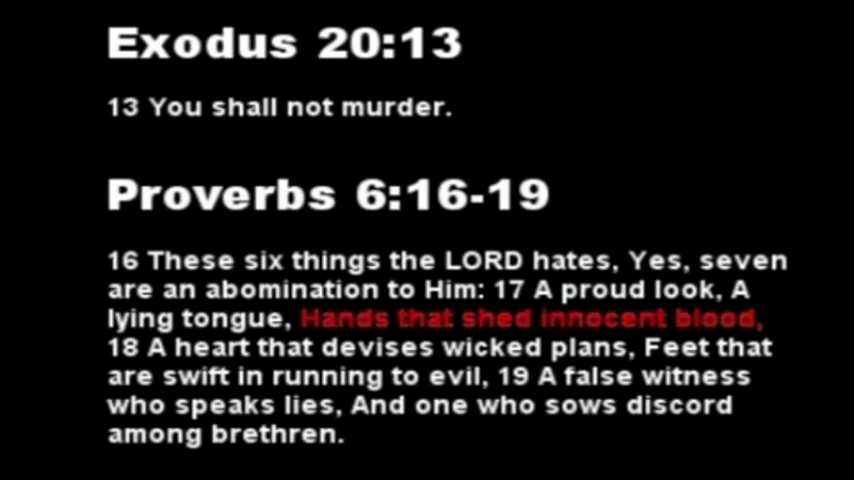 Exodus 20:13
13 You shall not murder.
Proverbs 6:16-19
16 These six things the LORD hates, Yes, seven
are an abomination to Him: 17 A proud look, A
lying tongue, Hands that shed innocent blood,
18 A heart that devises wicked plans, Feet that
are swift in running to evil, 19 A false witness
who speaks lies, And one who sows discord
among brethren.